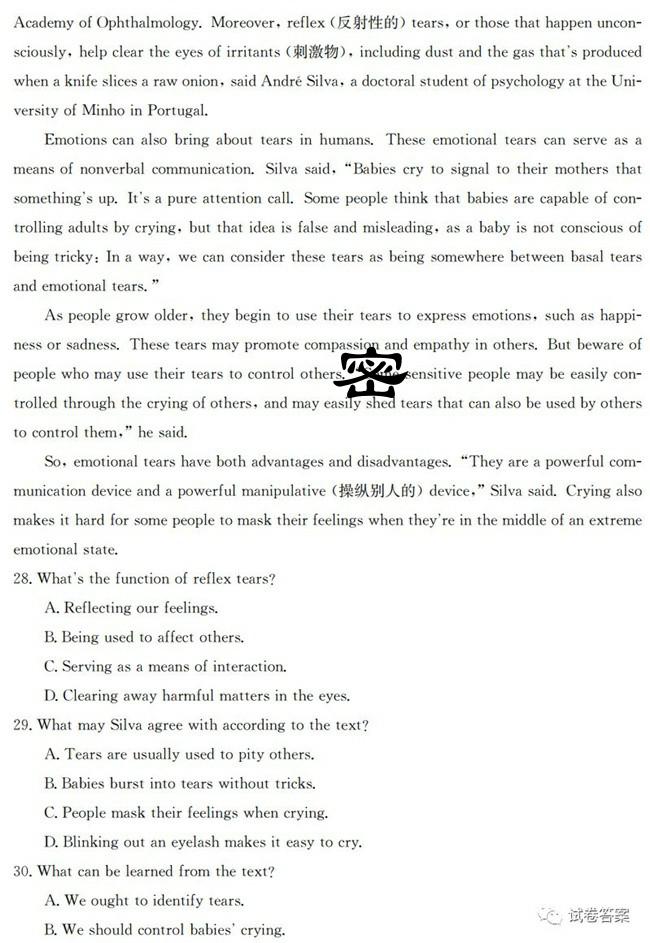 Academy of Ophthalmology. Moreover, reflex (反射性的) tears, or those that happen uncon-
sciously, help clear the eyes of irritants (刺激物), including dust and the gas that's produced
when a knife slices a raw onion, said André Silva, a doctoral student of psychology at the Uni-
versity of Minho in Portugal.
Emotions can also bring about tears in humans. These emotional tears can serve as a
means of nonverbal communication. Silva said, "Babies cry to signal to their mothers that
something's up. It's a pure attention call. Some people think that babies are capable of con-
trolling adults by crying, but that idea is false and misleading, as a baby is not conscious of
being tricky: In a way, we can consider these tears as being somewhere between basal tears
and emotional tears."
As people grow older, they begin to use their tears to express emotions, such as happi-
ness or sadness. These tears may promote compassion and empathy in others. But beware of
people who may use their tears to control others. 密 sensitive people may be easily con-
trolled through the crying of others, and may easily shed tears that can also be used by others
to control them," he said.
So, emotional tears have both advantages and disadvantages. "They are a powerful com-
munication device and a powerful manipulative (操纵别人的) device," Silva said. Crying also
makes it hard for some people to mask their feelings when they're in the middle of an extreme
emotional state.
28. What's the function of reflex tears?
A. Reflecting our feelings.
B. Being used to affect others.
C. Serving as a means of interaction.
D. Clearing away harmful matters in the eyes.
29. What may Silva agree with according to the text?
A. Tears are usually used to pity others.
B. Babies burst into tears without tricks.
C. People mask their feelings when crying.
D. Blinking out an eyelash makes it easy to cry.
30. What can be learned from the text?
A. We ought to identify tears.
B. We should control babies' crying.
试卷答案